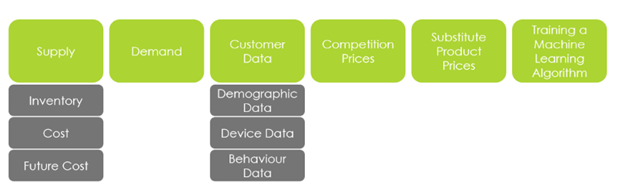 Supply
Demand
Customer
Data
Competition
Prices
Substitute
Product
Prices
Training a
Machine
Learning
Algorithm
Inventory
Cost
Future Cost
Demographic
Data
Device Data
Behaviour
Data